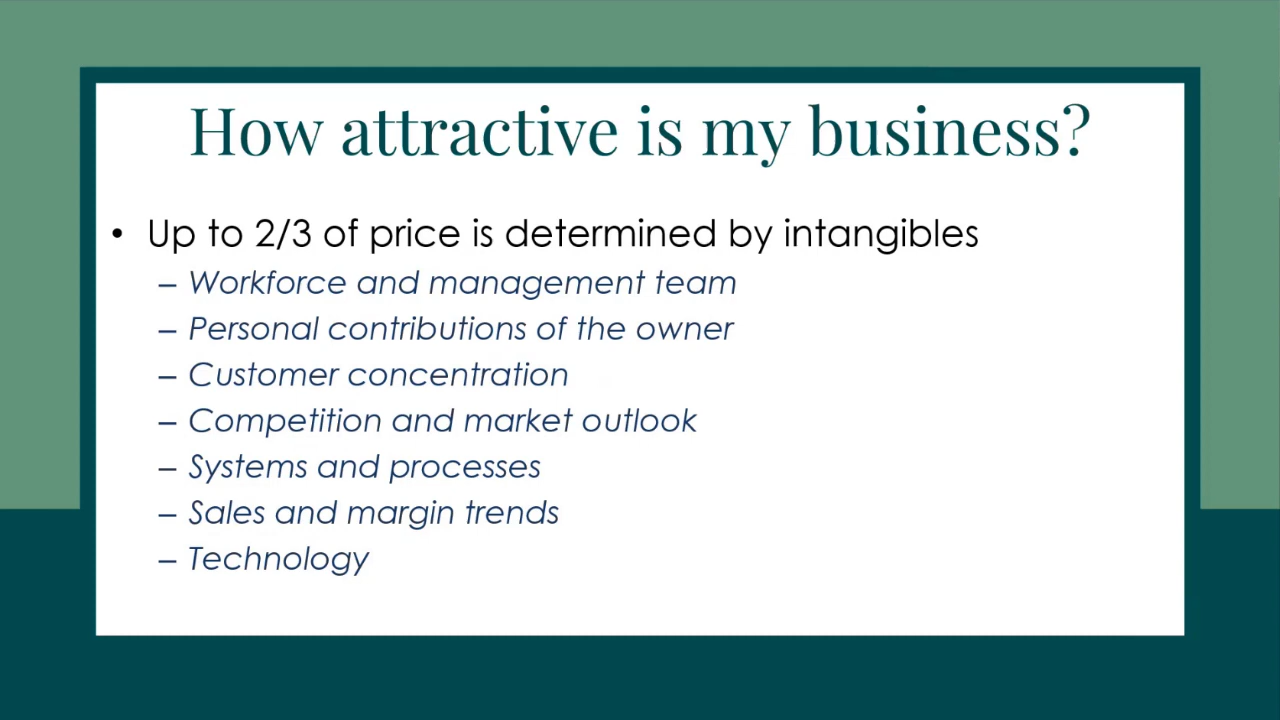 How attractive is my business?
• Up to 2/3 of price is determined by intangibles
– Workforce and management team
– Personal contributions of the owner
– Customer concentration
– Competition and market outlook
– Systems and processes
– Sales and margin trends
– Technology